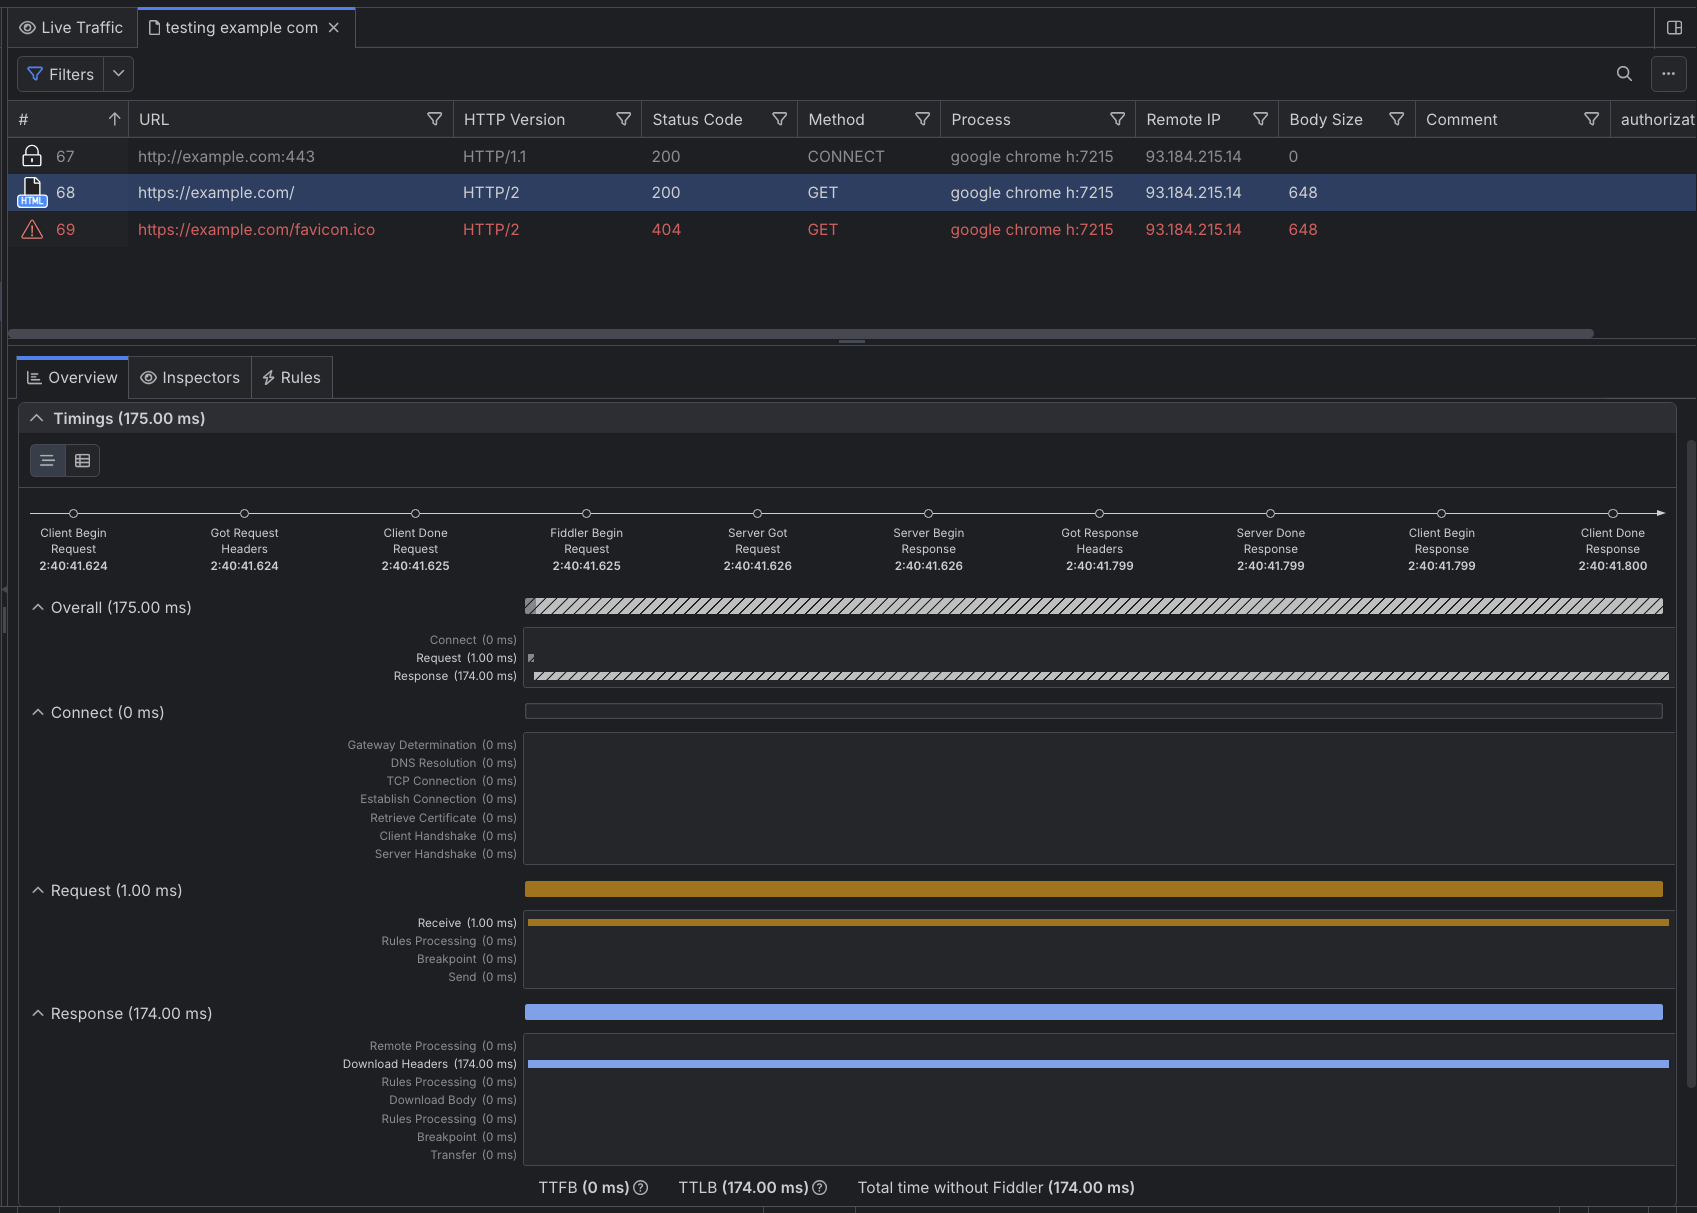 Live Traffic
testing example com
Filters
# URL HTTP Version Status Code Method Process Remote IP Body Size Comment authorizat
67 http://example.com:443 HTTP/1.1 200 CONNECT google chrome h:7215 93.184.215.14 0
HTML 68 https://example.com/ HTTP/2 200 GET google chrome h:7215 93.184.215.14 648
69 https://example.com/favicon.ico HTTP/2 404 GET google chrome h:7215 93.184.215.14 648
Overview Inspectors Rules
Timings (175.00 ms)
Client Begin Request 2:40:41.624
Got Request Headers 2:40:41.624
Client Done Request 2:40:41.625
Fiddler Begin Request 2:40:41.625
Server Got Request 2:40:41.626
Server Begin Response 2:40:41.626
Got Response Headers 2:40:41.799
Server Done Response 2:40:41.799
Client Begin Response 2:40:41.799
Client Done Response 2:40:41.800
Overall (175.00 ms)
Connect (0 ms)
Request (1.00 ms)
Response (174.00 ms)
Connect (0 ms)
Gateway Determination (0 ms)
DNS Resolution (0 ms)
TCP Connection (0 ms)
Establish Connection (0 ms)
Retrieve Certificate (0 ms)
Client Handshake (0 ms)
Server Handshake (0 ms)
Request (1.00 ms)
Receive (1.00 ms)
Rules Processing (0 ms)
Breakpoint (0 ms)
Send (0 ms)
Response (174.00 ms)
Remote Processing (0 ms)
Download Headers (174.00 ms)
Rules Processing (0 ms)
Download Body (0 ms)
Rules Processing (0 ms)
Breakpoint (0 ms)
Transfer (0 ms)
TTFB (0 ms) TTLB (174.00 ms) Total time without Fiddler (174.00 ms)